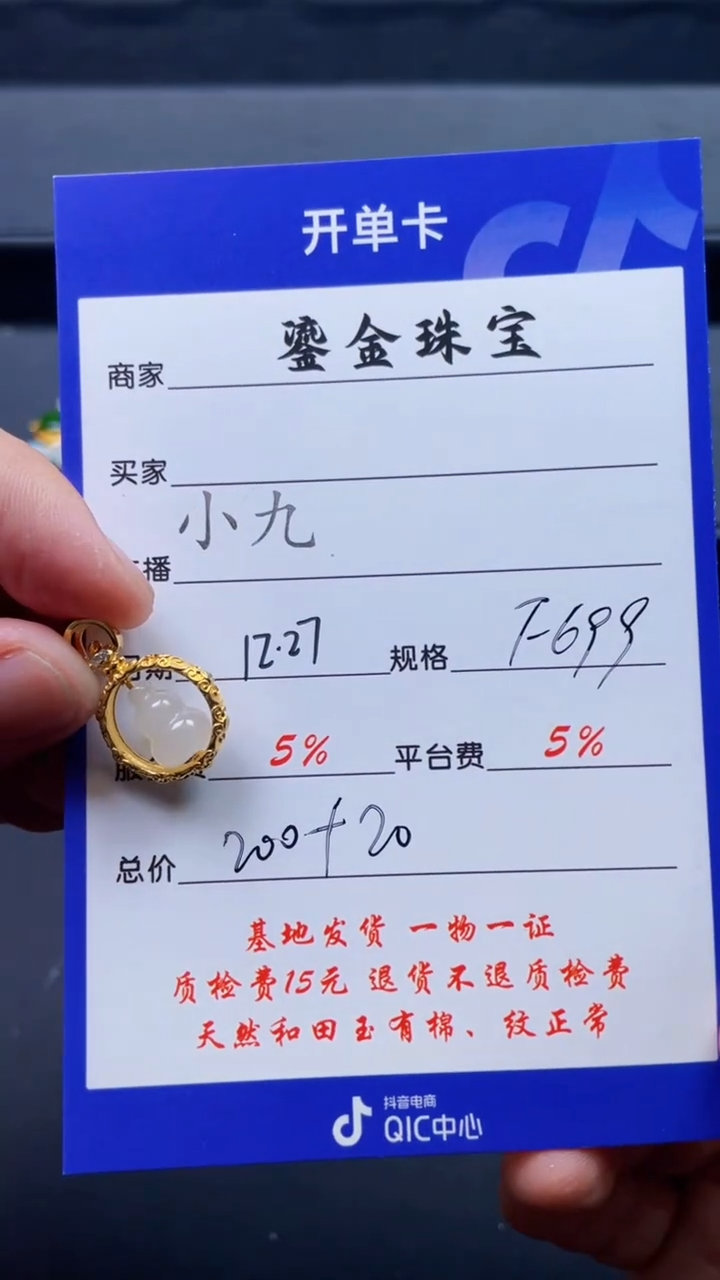 开单卡
商家 鎏金珠宝
买家
小九
播
12.27 规格 T-699
5% 平台费 5%
总价 200+20
基地发货 一物一证
质检费15元 退货不退质检费
天然和田玉有棉、纹正常
抖音电商
QIC中心